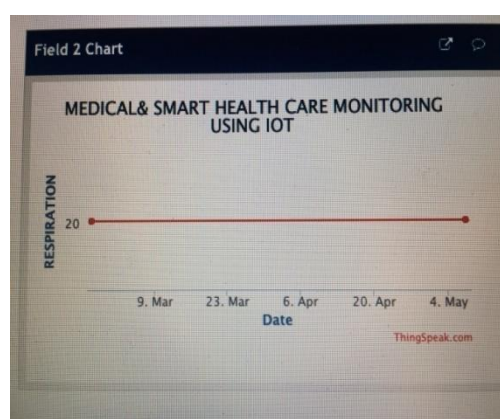 Field 2 Chart
MEDICAL& SMART HEALTH CARE MONITORING
USING IOT
RESPIRATION
20
9. Mar 23. Mar 6. Apr 20. Apr 4. May
Date
ThingSpeak.com